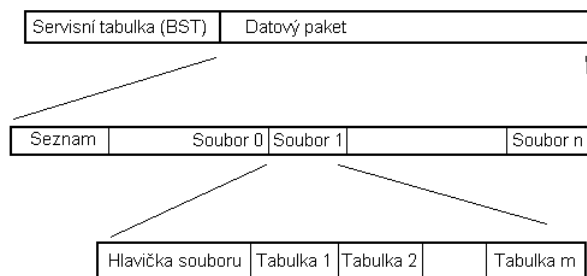 Servisní tabulka (BST) Datový paket
Seznam Soubor 0 Soubor 1 Soubor n
Hlavička souboru Tabulka 1 Tabulka 2 Tabulka m